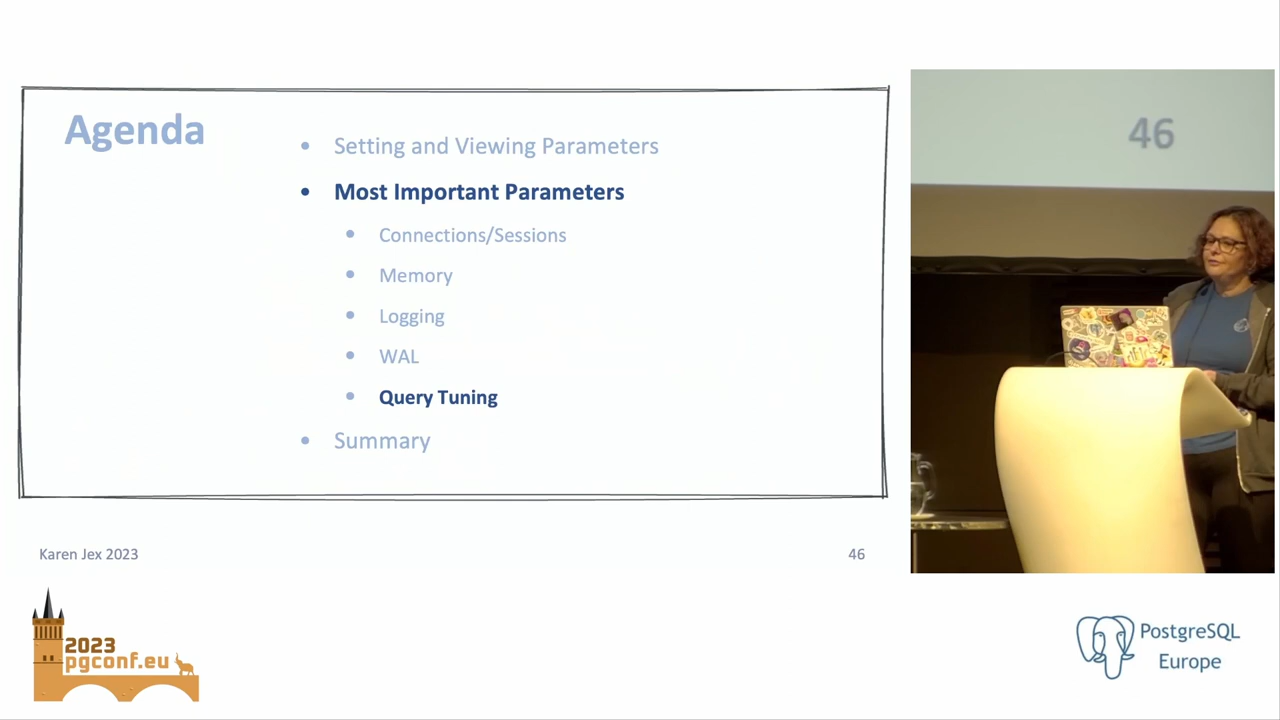 Agenda
Setting and Viewing Parameters
Most Important Parameters
Connections/Sessions
Memory
Logging
WAL
Query Tuning
Summary
Karen Jex 2023
46
46
2023
pgconf.eu
PostgreSQL
Europe